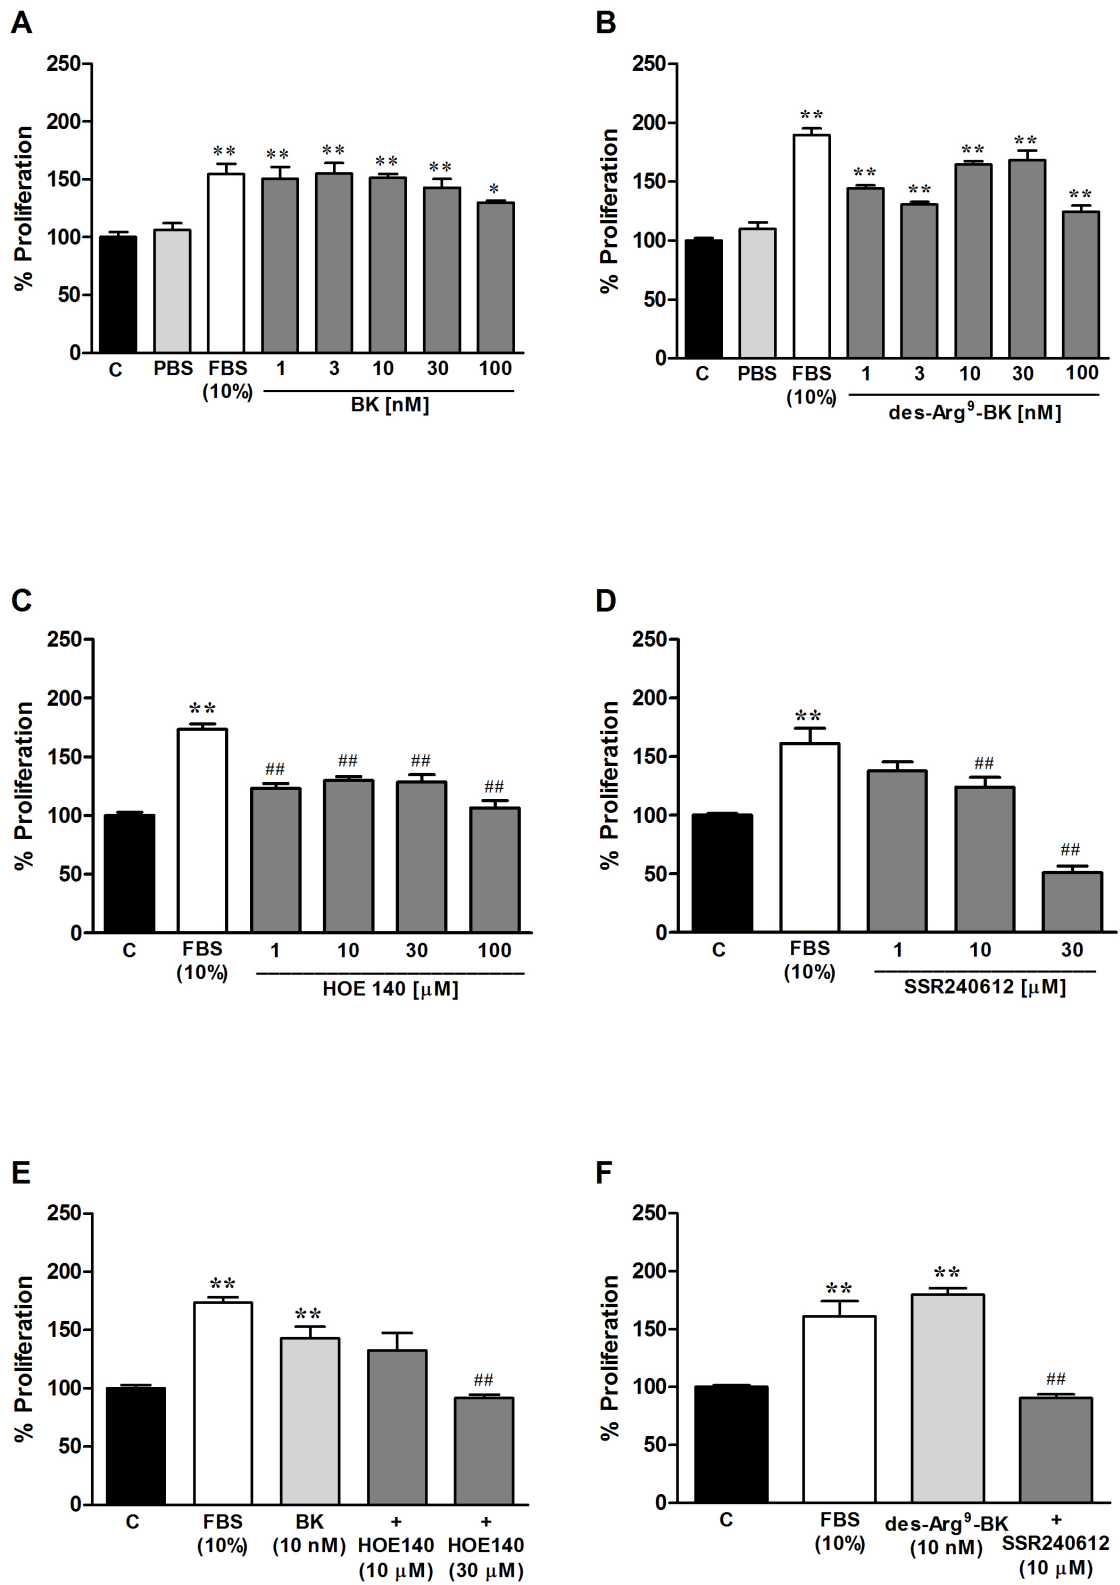 A
% Proliferation
250
200
150
100
50
0
** ** ** ** ** *
C PBS FBS 1 3 10 30 100
(10%)
BK [nM]
B
% Proliferation
250
200
150
100
50
0
** ** ** ** ** **
C PBS FBS 1 3 10 30 100
(10%)
des-Arg⁹-BK [nM]
C
% Proliferation
250
200
150
100
50
0
** ## ## ## ##
C FBS 1 10 30 100
(10%)
HOE 140 [μM]
D
% Proliferation
250
200
150
100
50
0
** ## ##
C FBS 1 10 30
(10%)
SSR240612 [μM]
E
% Proliferation
250
200
150
100
50
0
** ** ##
C FBS BK + +
(10%) (10 nM) HOE140 HOE140
(10 μM) (30 μM)
F
% Proliferation
250
200
150
100
50
0
** ** ##
C FBS des-Arg⁹-BK +
(10%) (10 nM) SSR240612
(10 μM)